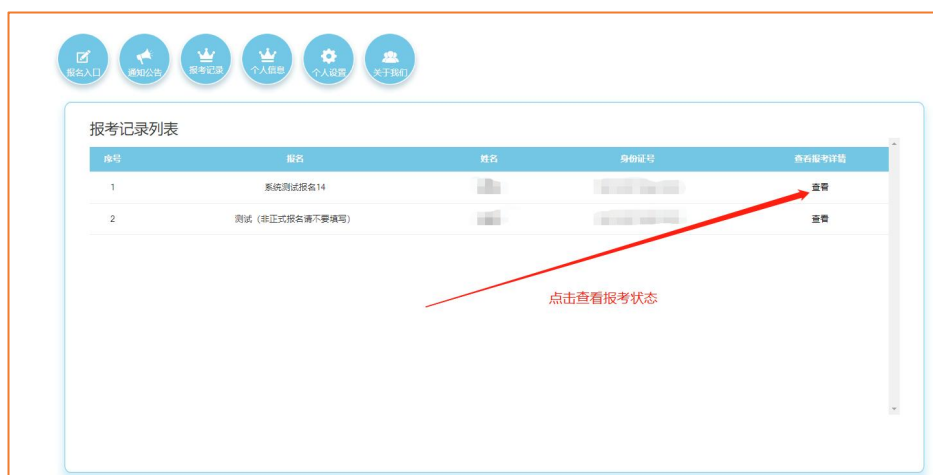 报名入口 通知公告 报考记录 个人信息 个人设置 关于我们
报考记录列表
序号 报名 姓名 身份证号 查看报考详情
1 系统测试报名14 查看
2 测试（非正式报名请不要填写） 查看
点击查看报考状态